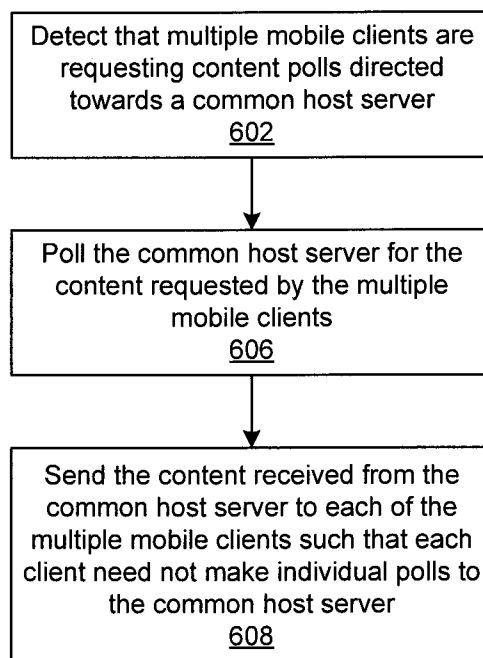 Detect that multiple mobile clients are
requesting content polls directed
towards a common host server
602
Poll the common host server for the
content requested by the multiple
mobile clients
606
Send the content received from the
common host server to each of the
multiple mobile clients such that each
client need not make individual polls to
the common host server
608